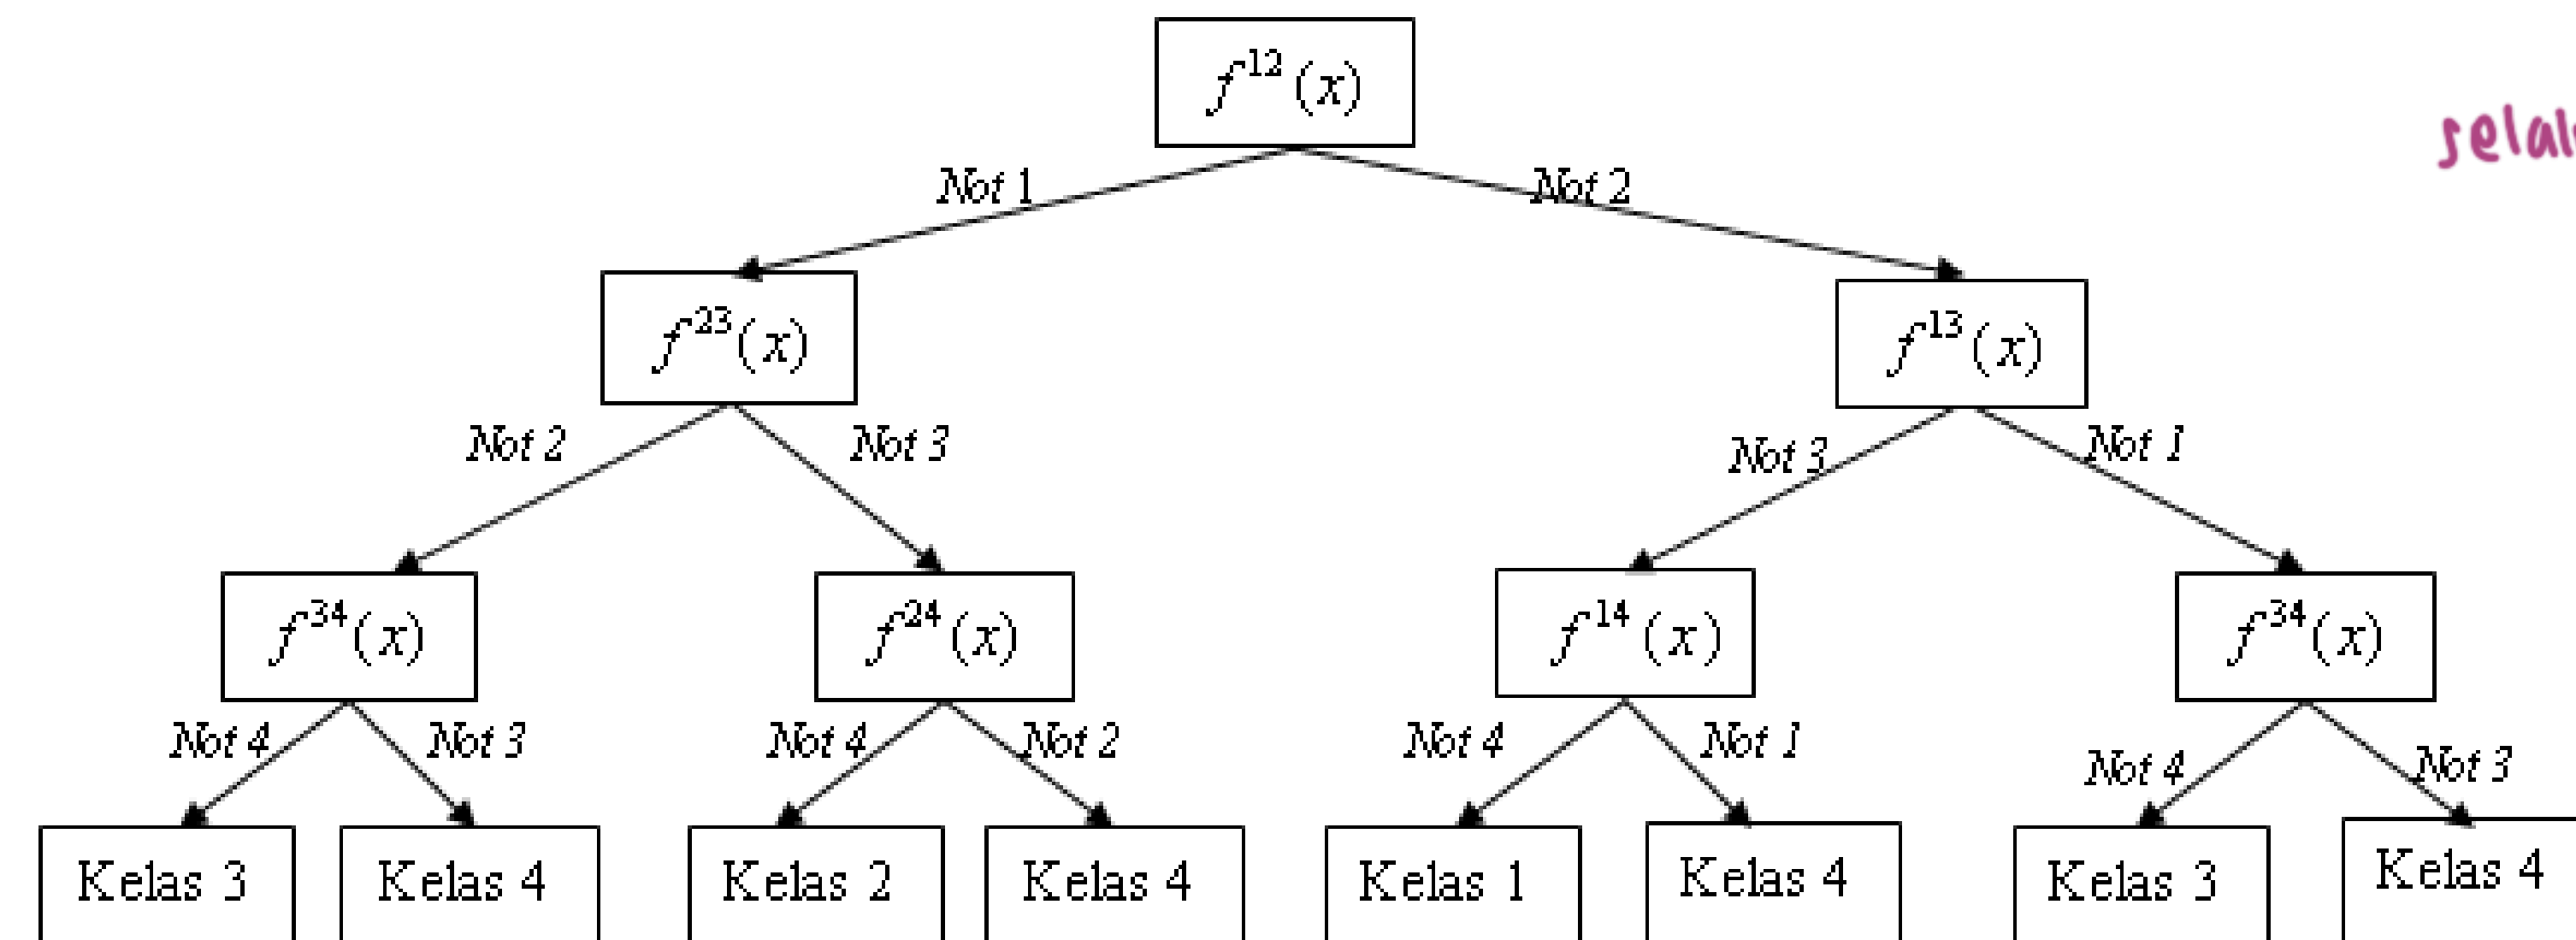 f¹²(x)
selal
Not 1 Not 2
f²³(x) f¹³(x)
Not 2 Not 3 Not 3 Not 1
f³⁴(x) f²⁴(x) f¹⁴(x) f³⁴(x)
Not 4 Not 3 Not 4 Not 2 Not 4 Not 1 Not 4 Not 3
Kelas 3 Kelas 4 Kelas 2 Kelas 4 Kelas 1 Kelas 4 Kelas 3 Kelas 4